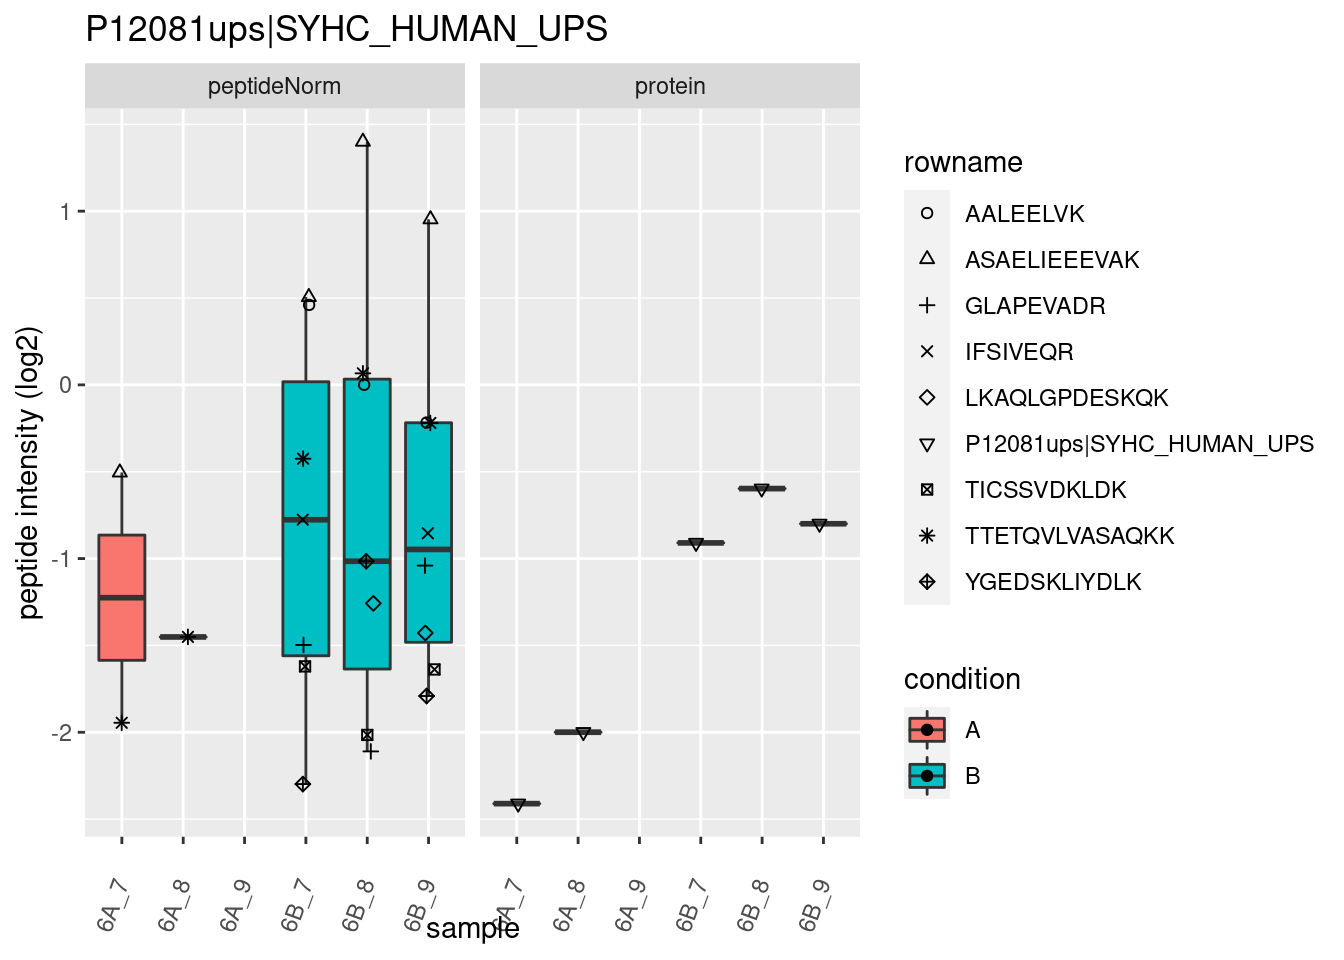 P12081ups|SYHC_HUMAN_UPS
peptideNorm
protein
peptide intensity (log2)
1
0
-1
-2
6A_7
6A_8
6A_9
6B_7
6B_8
6B_9
6A_7
6A_8
6A_9
6B_7
6B_8
6B_9
sample
rowname
AALEELVK
ASAELIEEEVAK
GLAPEVADR
IFSIVEQR
LKAQLGPDESKQK
P12081ups|SYHC_HUMAN_UPS
TICSSVDKLDK
TTETQVLVASAQKK
YGEDSKLIYDLK
condition
A
B